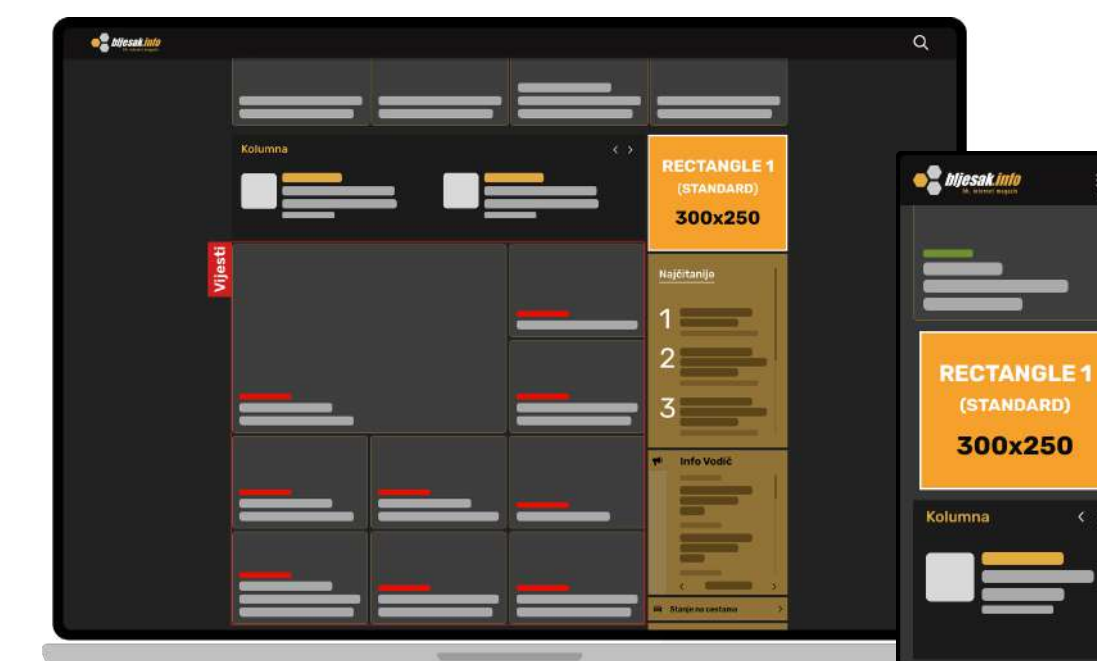 bljesak.info
Kolumna
< >
RECTANGLE 1
(STANDARD)
300x250
Vijesti
Najčitanije
1
2
3
Info Vodič
< >
Stanje na cestama >
bljesak.info
RECTANGLE 1
(STANDARD)
300x250
Kolumna <